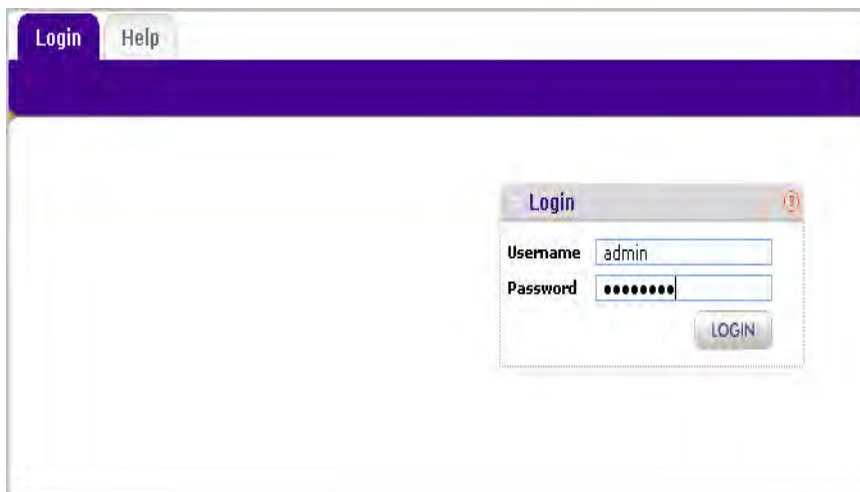 Login Help
Login ?
Username admin
Password ••••••••
LOGIN